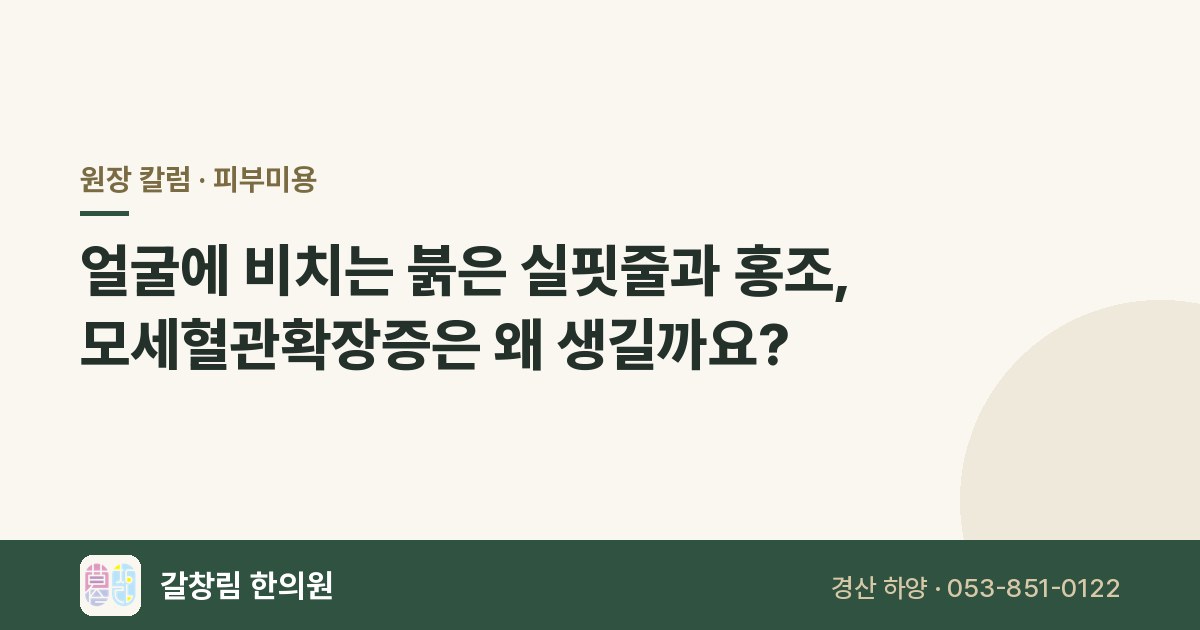 원장 칼럼 · 피부미용
얼굴에 비치는 붉은 실핏줄과 홍조,
모세혈관확장증은 왜 생길까요?
갈창림 한의원
경산 하양 · 053-851-0122